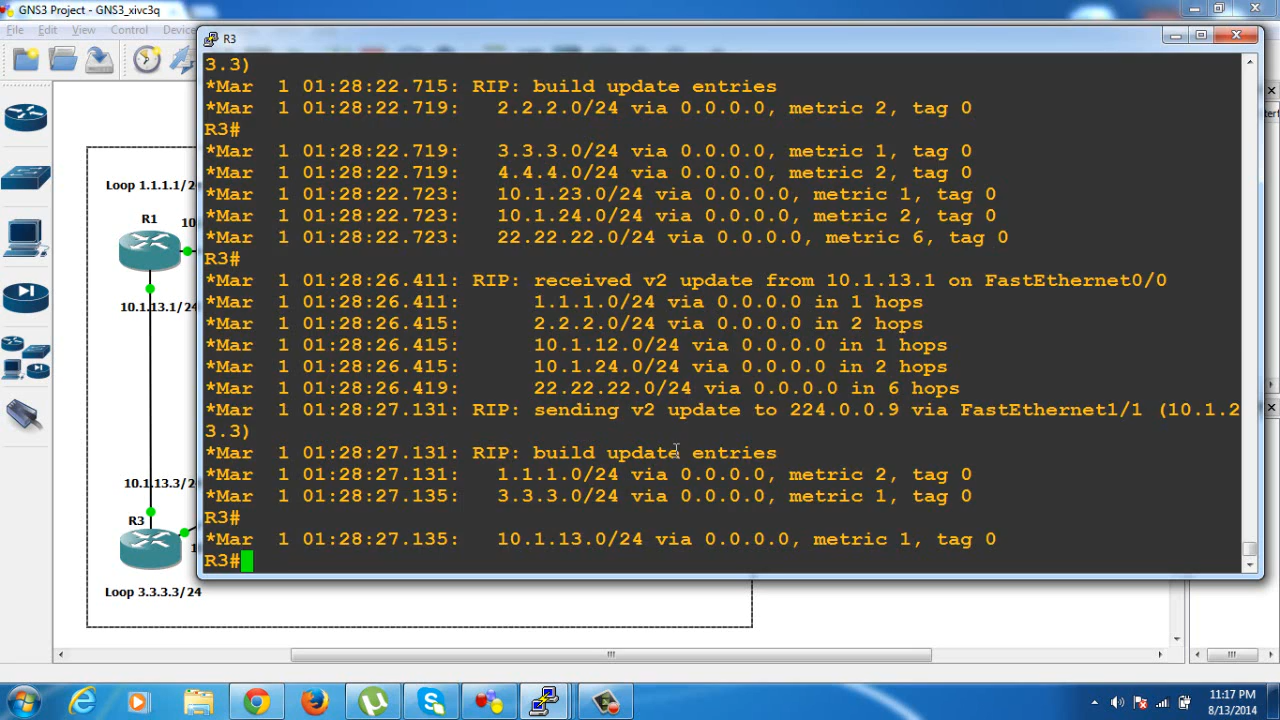 GNS3 Project - GNS3_xivc3q
File Edit View Control Device
R3
3.3)
*Mar  1 01:28:22.715: RIP: build update entries
*Mar  1 01:28:22.719:   2.2.2.0/24 via 0.0.0.0, metric 2, tag 0
R3#
*Mar  1 01:28:22.719:   3.3.3.0/24 via 0.0.0.0, metric 1, tag 0
*Mar  1 01:28:22.719:   4.4.4.0/24 via 0.0.0.0, metric 2, tag 0
*Mar  1 01:28:22.723:   10.1.23.0/24 via 0.0.0.0, metric 1, tag 0
*Mar  1 01:28:22.723:   10.1.24.0/24 via 0.0.0.0, metric 2, tag 0
*Mar  1 01:28:22.723:   22.22.22.0/24 via 0.0.0.0, metric 6, tag 0
R3#
*Mar  1 01:28:26.411: RIP: received v2 update from 10.1.13.1 on FastEthernet0/0
*Mar  1 01:28:26.411:      1.1.1.0/24 via 0.0.0.0 in 1 hops
*Mar  1 01:28:26.415:      2.2.2.0/24 via 0.0.0.0 in 2 hops
*Mar  1 01:28:26.415:      10.1.12.0/24 via 0.0.0.0 in 1 hops
*Mar  1 01:28:26.415:      10.1.24.0/24 via 0.0.0.0 in 2 hops
*Mar  1 01:28:26.419:      22.22.22.0/24 via 0.0.0.0 in 6 hops
*Mar  1 01:28:27.131: RIP: sending v2 update to 224.0.0.9 via FastEthernet1/1 (10.1.2
3.3)
*Mar  1 01:28:27.131: RIP: build update entries
*Mar  1 01:28:27.131:   1.1.1.0/24 via 0.0.0.0, metric 2, tag 0
*Mar  1 01:28:27.135:   3.3.3.0/24 via 0.0.0.0, metric 1, tag 0
R3#
*Mar  1 01:28:27.135:   10.1.13.0/24 via 0.0.0.0, metric 1, tag 0
R3#
Loop 1.1.1.1/24
R1
10
10.1.13.1/24
10.1.13.3/24
R3
1
Loop 3.3.3.3/24
11:17 PM
8/13/2014